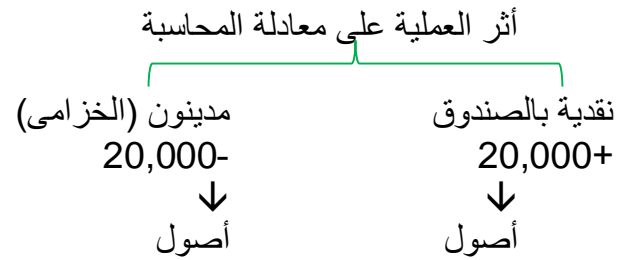 أثر العملية على معادلة المحاسبة
نقدية بالصندوق مدينون (الخزامى)
20,000+ 20,000-
↓ ↓
أصول أصول